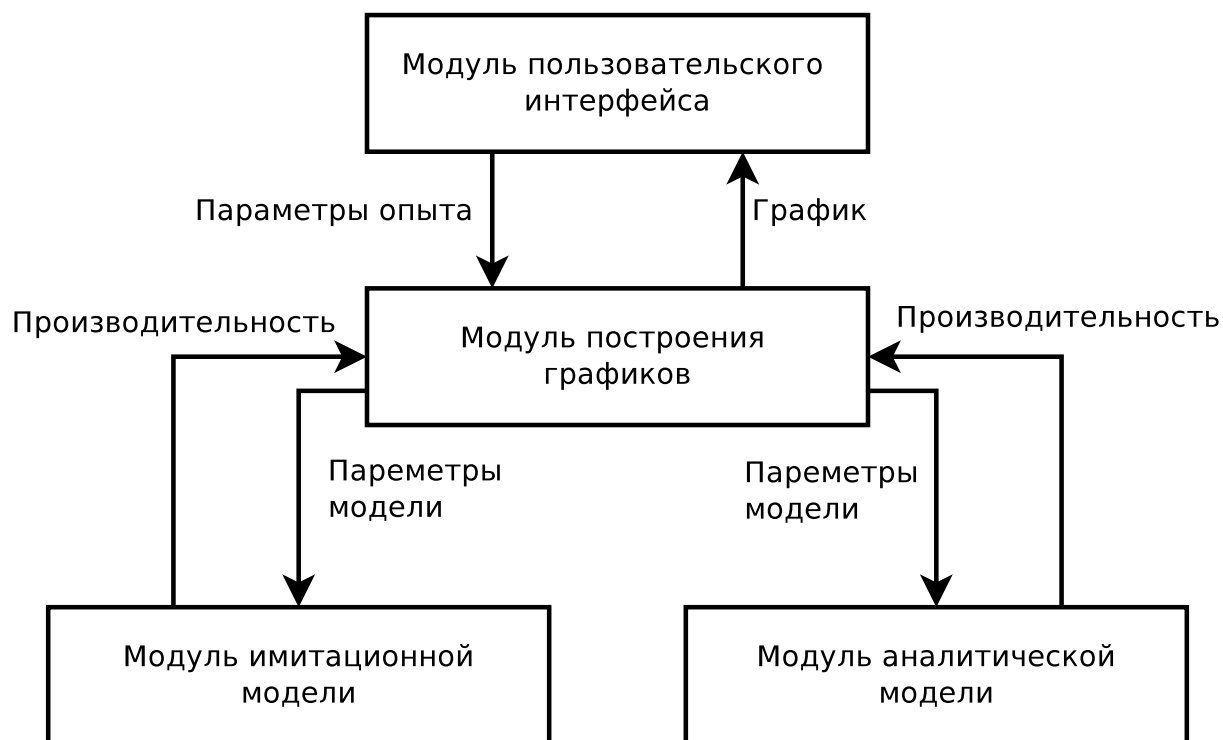 Модуль пользовательского
интерфейса
Параметры опыта
График
Производительность
Производительность
Модуль построения
графиков
Пареметры
модели
Пареметры
модели
Модуль имитационной
модели
Модуль аналитической
модели